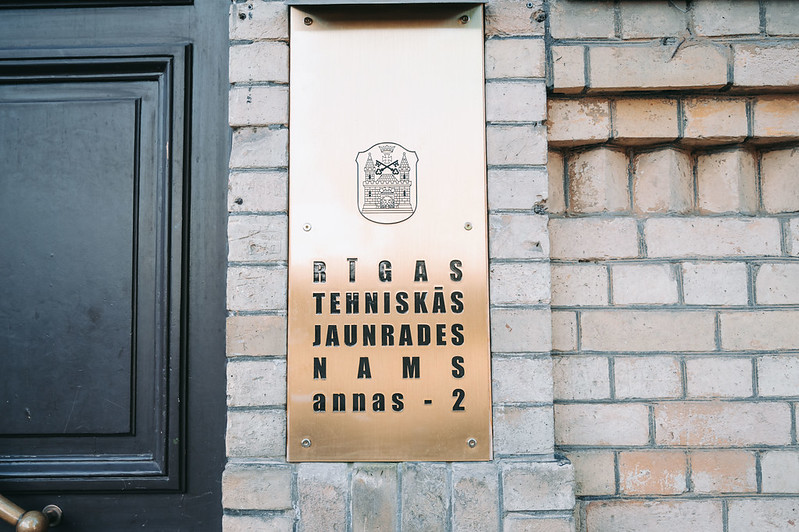 RĪGAS
TEHNISKĀS
JAUNRADES
NAMS
annas - 2